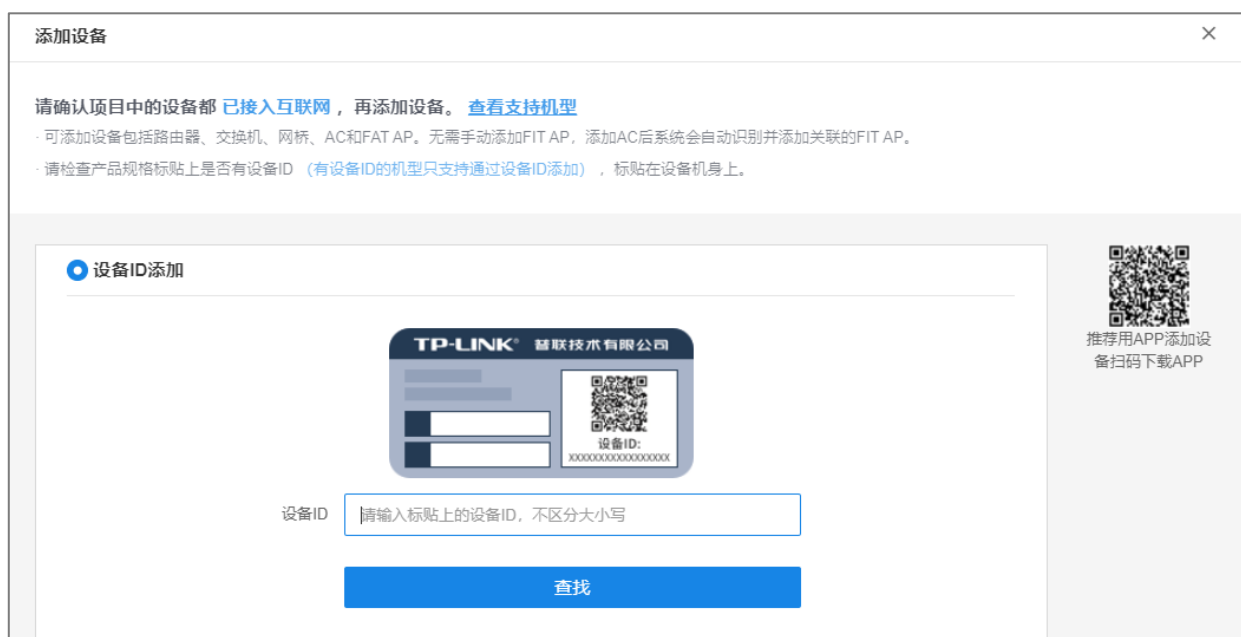 添加设备
请确认项目中的设备都 已接入互联网 ，再添加设备。 查看支持机型
· 可添加设备包括路由器、交换机、网桥、AC和FAT AP。无需手动添加FIT AP，添加AC后系统会自动识别并添加关联的FIT AP。
· 请检查产品规格标贴上是否有设备ID （有设备ID的机型只支持通过设备ID添加） ，标贴在设备机身上。
设备ID添加
TP-LINK® 普联技术有限公司
设备ID:
XXXXXXXXXXXXXXXXX
设备ID 请输入标贴上的设备ID，不区分大小写
查找
推荐用APP添加设
备扫码下载APP